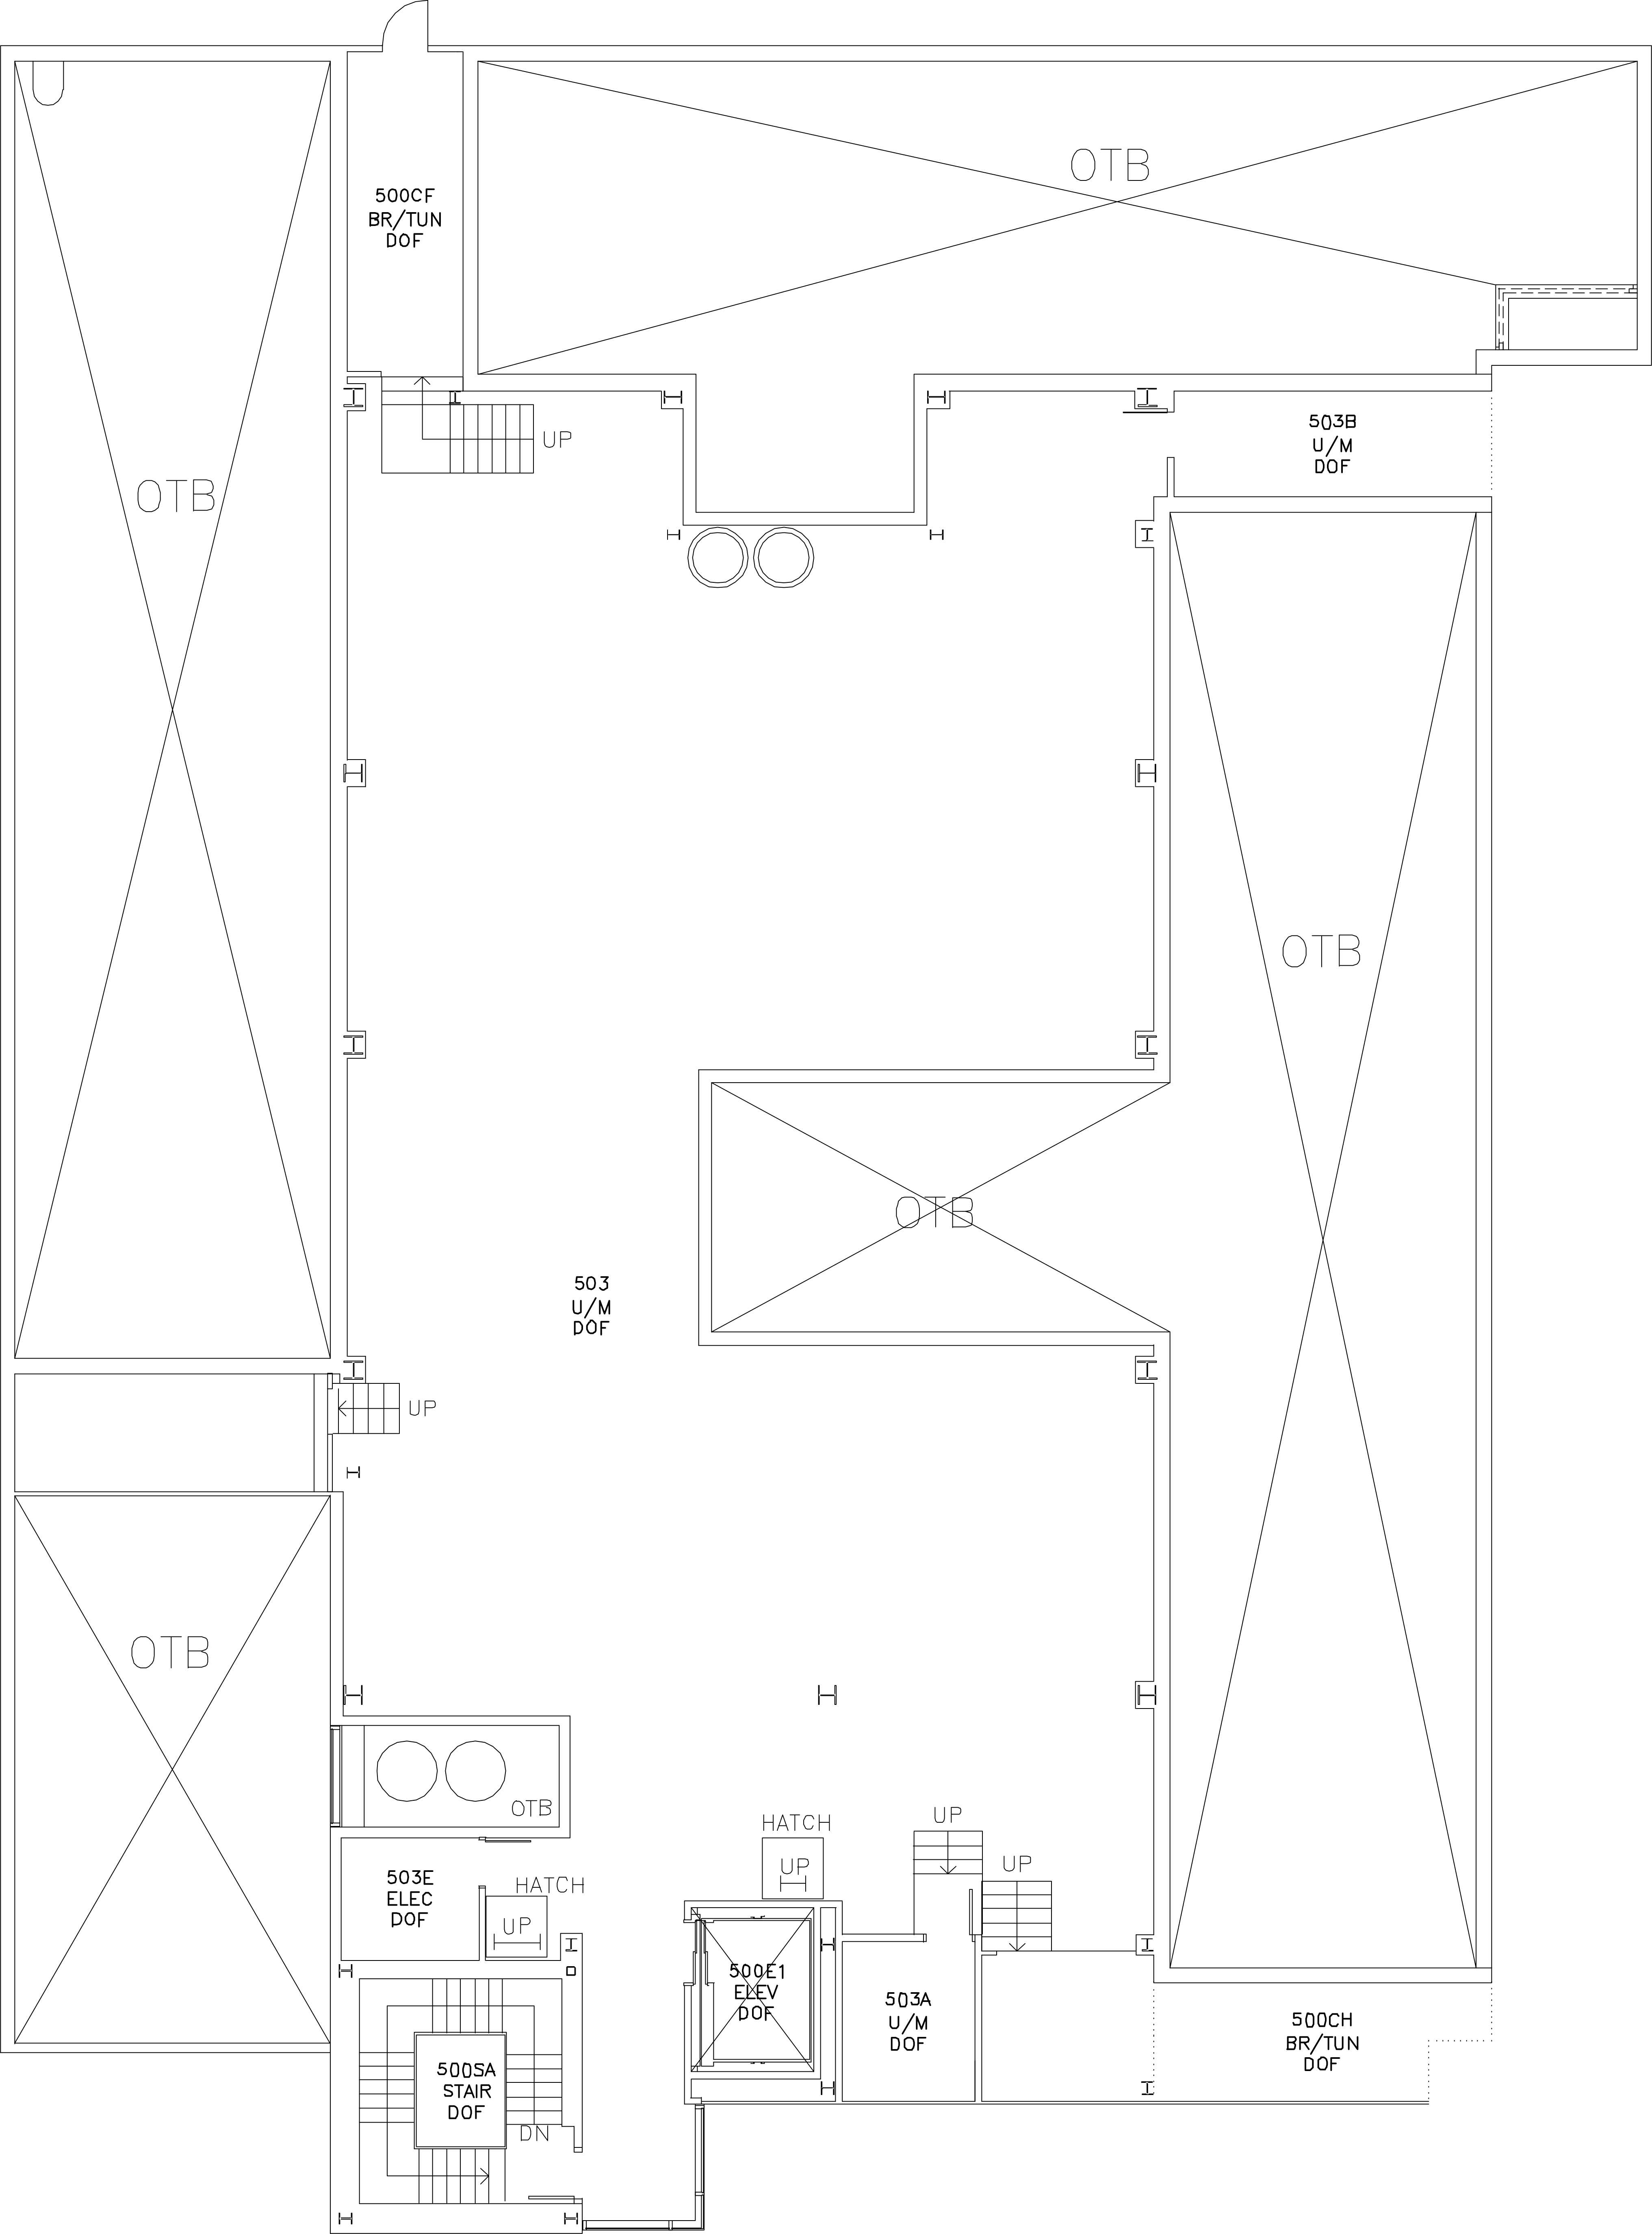 OTB
500CF
BR/TUN
DOF
503B
U/M
DOF
UP
OTB
OTB
OTB
503
U/M
DOF
UP
OTB
OTB
HATCH
UP
UP
UP
503E
ELEC
DOF
HATCH
UP
500E1
ELEV
DOF
503A
U/M
DOF
500CH
BR/TUN
DOF
500SA
STAIR
DOF
DN